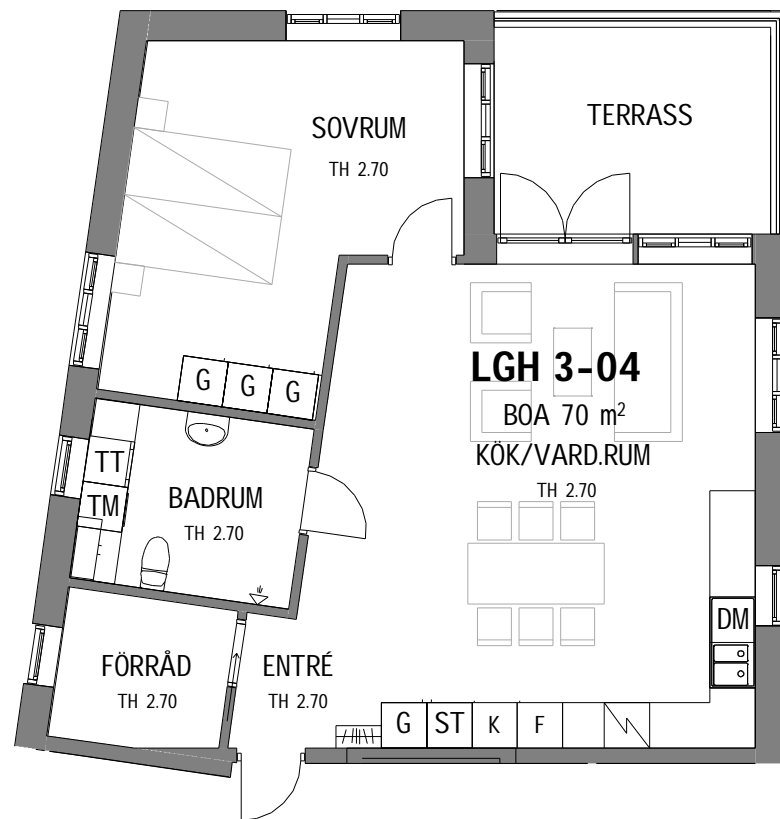 SOVRUM
TH 2.70
TERRASS
G G G
LGH 3-04
BOA 70 m²
KÖK/VARD.RUM
TH 2.70
TT
TM
BADRUM
TH 2.70
DM
FÖRRÅD
TH 2.70
ENTRÉ
TH 2.70
G ST K F